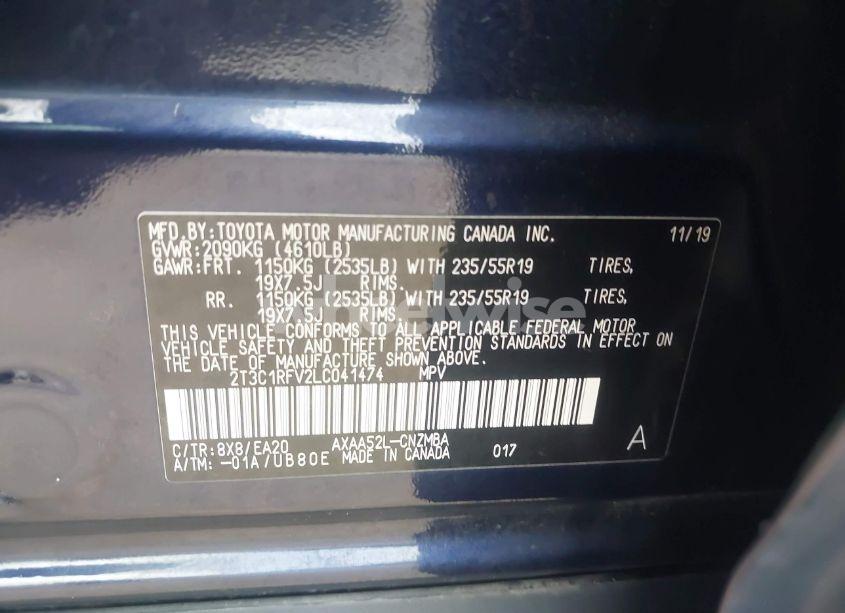 MFD.BY:TOYOTA MOTOR MANUFACTURING CANADA INC. 11/19
GVWR:2090KG (4610LB)
GAWR:FRT. 1150KG (2535LB) WITH 235/55R19 TIRES,
19X7.5J RIMS.
RR. 1150KG (2535LB) WITH 235/55R19 TIRES,
19X7.5J RIMS.
wheelwise
THIS VEHICLE CONFORMS TO ALL APPLICABLE FEDERAL MOTOR
VEHICLE SAFETY AND THEFT PREVENTION STANDARDS IN EFFECT ON
THE DATE OF MANUFACTURE SHOWN ABOVE.
2T3C1RFV2LC041474 MPV
C/TR:8X8/EA20 AXAA52L-CNZMBA
A/TM:-01A/UB80E MADE IN CANADA 017 A